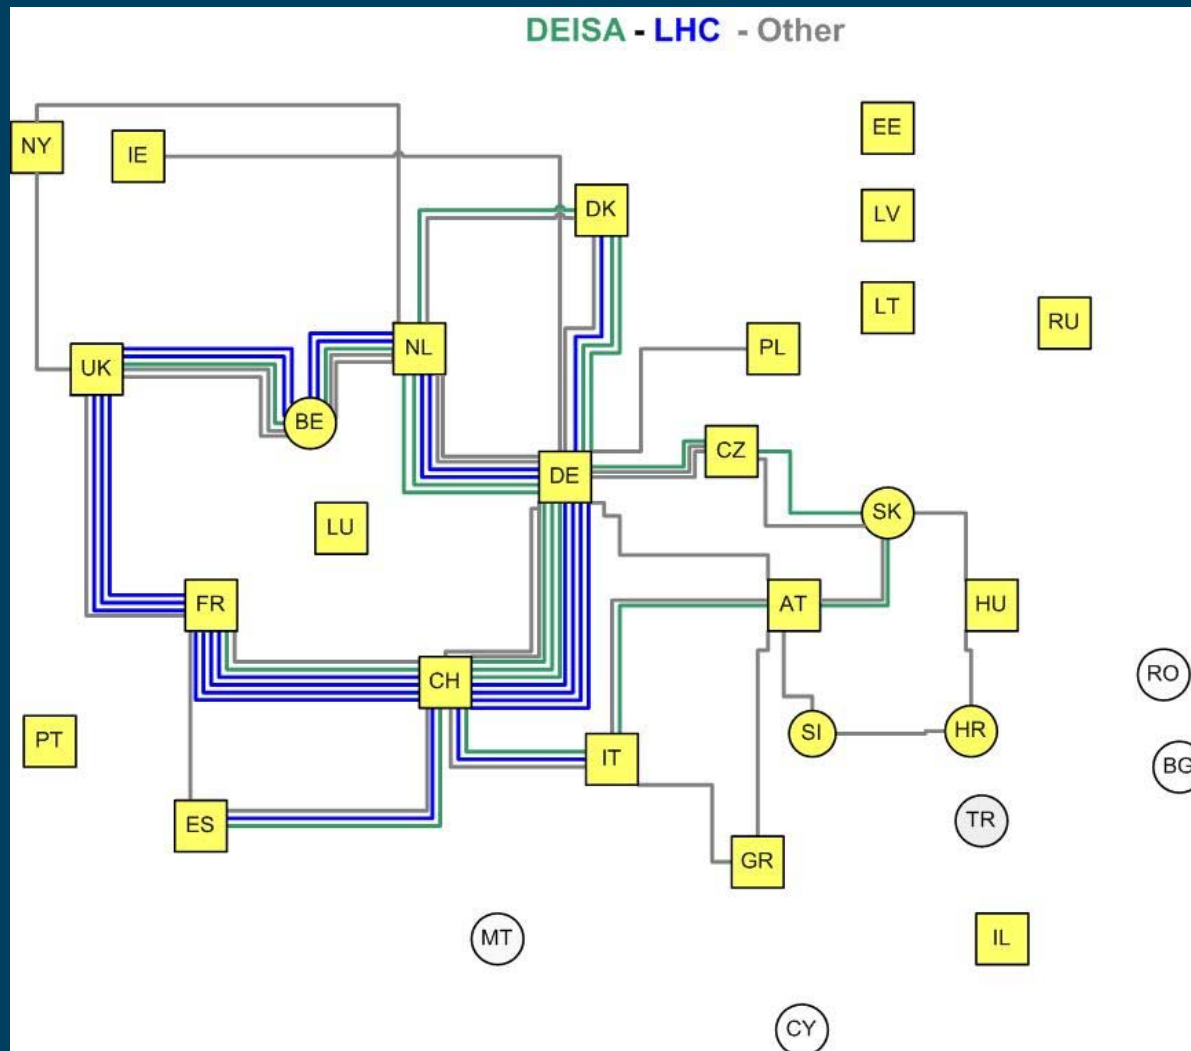 DEISA - LHC - Other
EE
NY
IE
DK
LV
LT
RU
NL
PL
UK
BE
CZ
DE
SK
LU
FR
AT
HU
RO
CH
PT
SI
HR
IT
BG
TR
ES
GR
MT
IL
CY